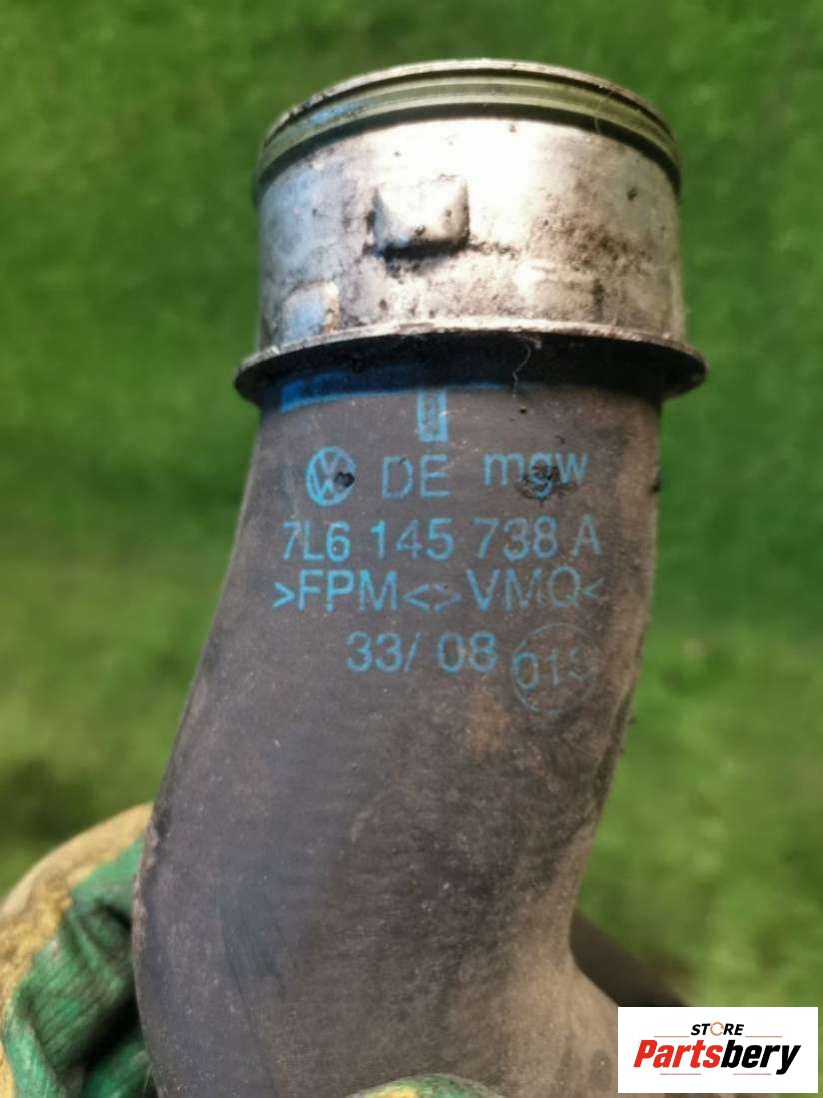 DE mgw
7L6 145 738 A
>FPM<>VMQ<
33/ 08
STORE
Partsbery